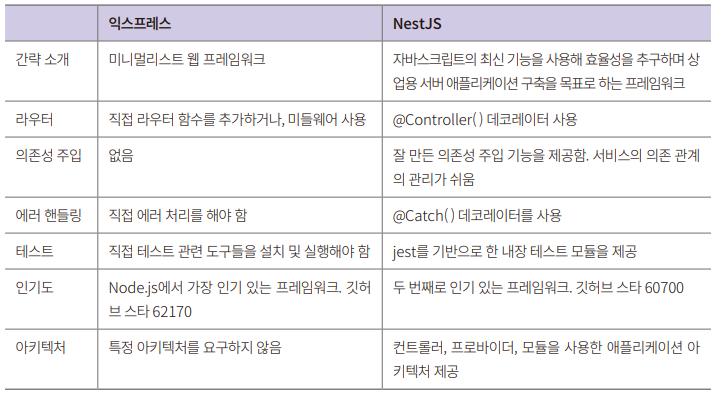 익스프레스 NestJS
간략 소개 미니멀리스트 웹 프레임워크 자바스크립트의 최신 기능을 사용해 효율성을 추구하며 상
업용 서버 애플리케이션 구축을 목표로 하는 프레임워크
라우터 직접 라우터 함수를 추가하거나, 미들웨어 사용 @Controller( ) 데코레이터 사용
의존성 주입 없음 잘 만든 의존성 주입 기능을 제공함. 서비스의 의존 관계
의 관리가 쉬움
에러 핸들링 직접 에러 처리를 해야 함 @Catch( ) 데코레이터를 사용
테스트 직접 테스트 관련 도구들을 설치 및 실행해야 함 jest를 기반으로 한 내장 테스트 모듈을 제공
인기도 Node.js에서 가장 인기 있는 프레임워크. 깃허 두 번째로 인기 있는 프레임워크. 깃허브 스타 60700
브 스타 62170
아키텍처 특정 아키텍처를 요구하지 않음 컨트롤러, 프로바이더, 모듈을 사용한 애플리케이션 아
키텍처 제공